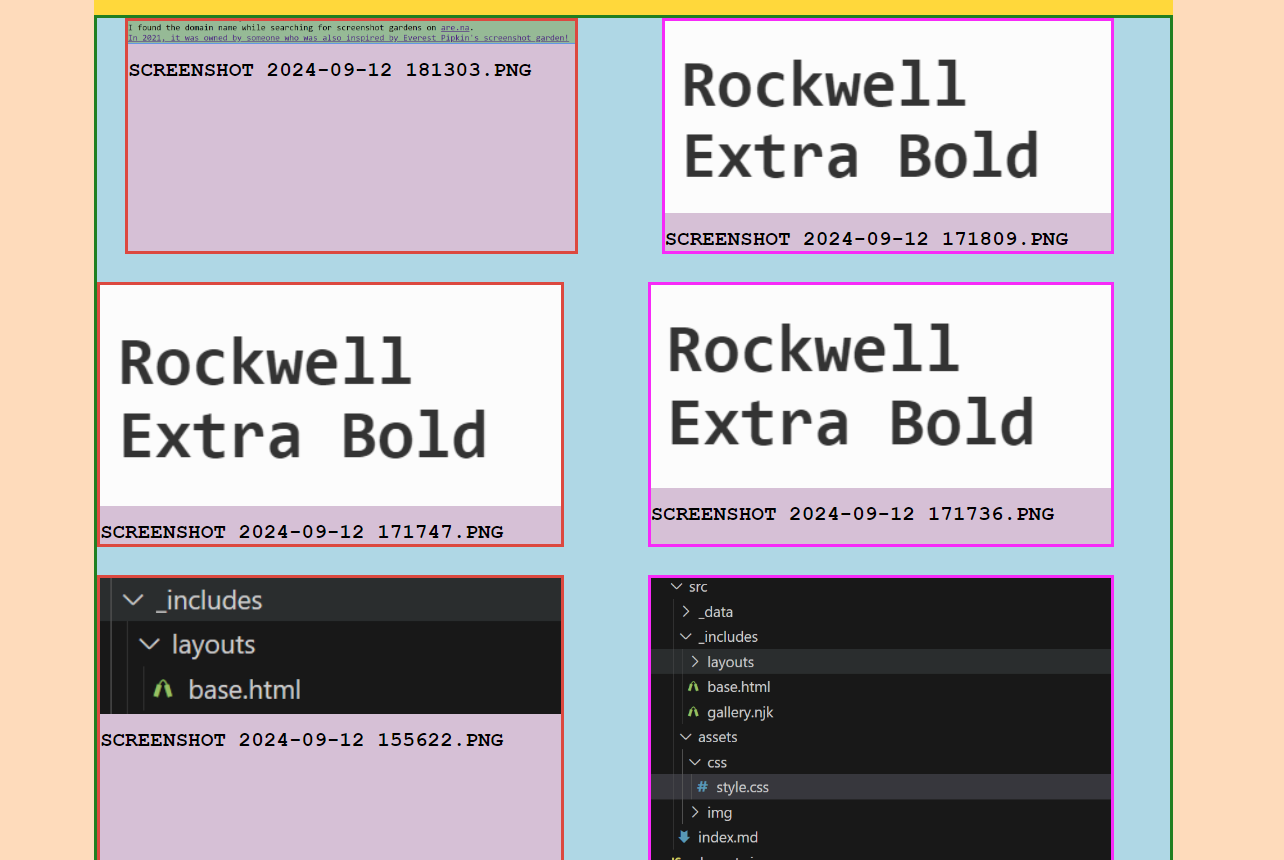 I found the domain name while searching for screenshot gardens on are.na.
In 2021, it was owned by someone who was also inspired by Everest Pipkin's screenshot garden!
SCREENSHOT 2024-09-12 181303.PNG
Rockwell
Extra Bold
SCREENSHOT 2024-09-12 171809.PNG
Rockwell
Extra Bold
SCREENSHOT 2024-09-12 171747.PNG
Rockwell
Extra Bold
SCREENSHOT 2024-09-12 171736.PNG
_includes
layouts
base.html
SCREENSHOT 2024-09-12 155622.PNG
src
_data
_includes
layouts
base.html
gallery.njk
assets
css
style.css
img
index.md